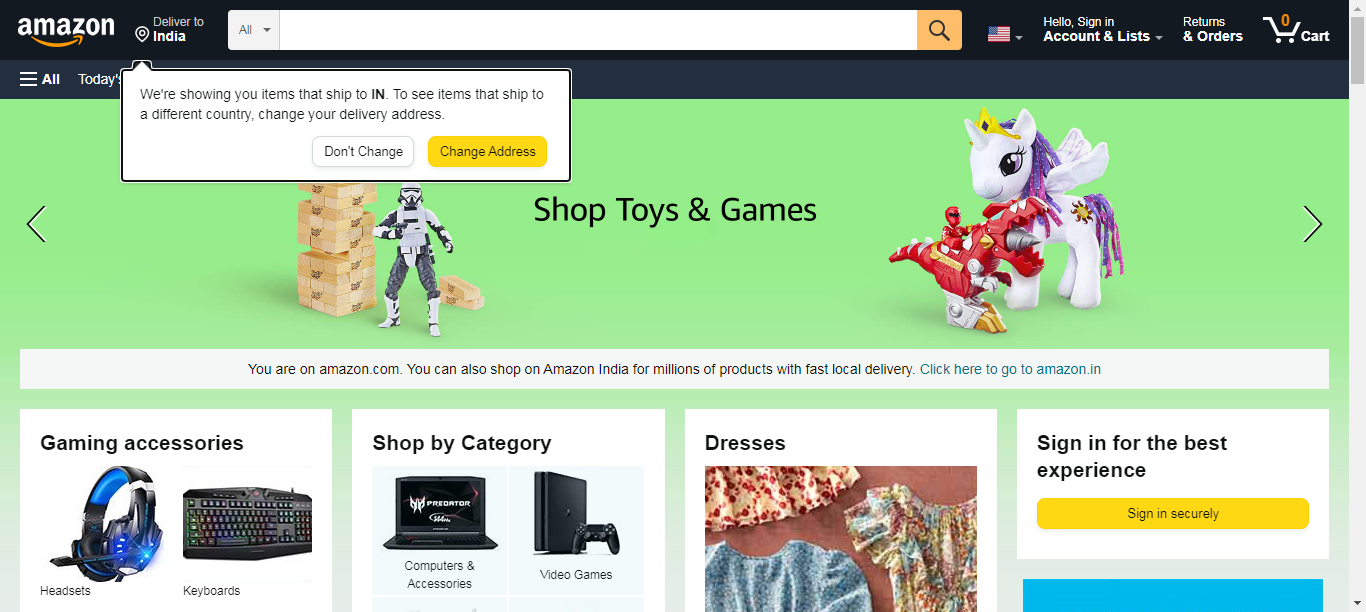 amazon
Deliver to
India
All
Hello, Sign in
Account & Lists
Returns
& Orders
0
Cart
All
Today's
We're showing you items that ship to IN. To see items that ship to
a different country, change your delivery address.
Don't Change
Change Address
Shop Toys & Games
You are on amazon.com. You can also shop on Amazon India for millions of products with fast local delivery. Click here to go to amazon.in
Gaming accessories
Headsets
Keyboards
Shop by Category
PREDATOR
Computers &
Accessories
Video Games
Dresses
Sign in for the best
experience
Sign in securely